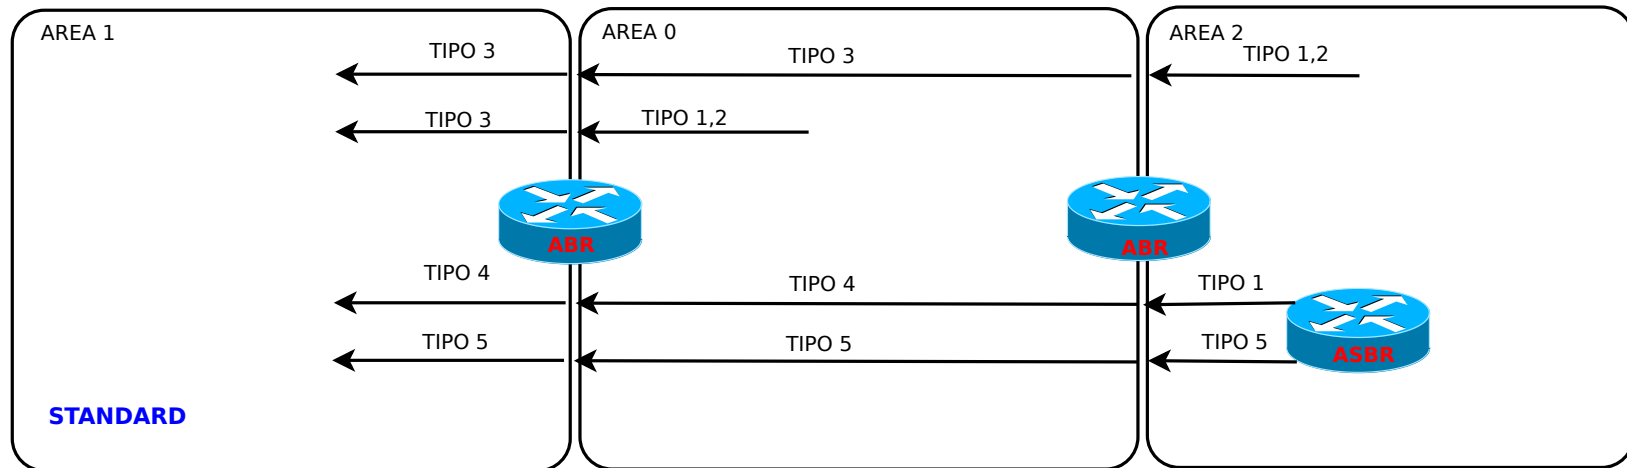 AREA 1
AREA 0
AREA 2
TIPO 3
TIPO 3
TIPO 1,2
TIPO 3
TIPO 1,2
ABR
ABR
TIPO 4
TIPO 4
TIPO 1
TIPO 5
TIPO 5
TIPO 5
ASBR
STANDARD